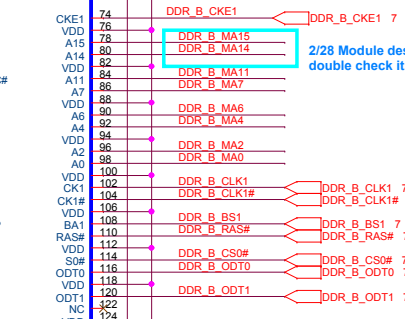 CKE1 74 DDR_B_CKE1 DDR_B_CKE1 7
VDD 76
A15 78 DDR_B_MA15
A14 80 DDR_B_MA14
VDD 82
A11 84 DDR_B_MA11
A7 86 DDR_B_MA7
VDD 88
A6 90 DDR_B_MA6
A4 92 DDR_B_MA4
VDD 94
A2 96 DDR_B_MA2
A0 98 DDR_B_MA0
VDD 100
CK1 102 DDR_B_CLK1 DDR_B_CLK1 7
CK1# 104 DDR_B_CLK1# DDR_B_CLK1#
VDD 106
BA1 108 DDR_B_BS1 DDR_B_BS1 7
RAS# 110 DDR_B_RAS# DDR_B_RAS# 7
VDD 112
S0# 114 DDR_B_CS0# DDR_B_CS0# 7
ODT0 116 DDR_B_ODT0 DDR_B_ODT0 7
VDD 118
ODT1 120 DDR_B_ODT1 DDR_B_ODT1 7
NC 122
VDD 124
2/28 Module des
double check it